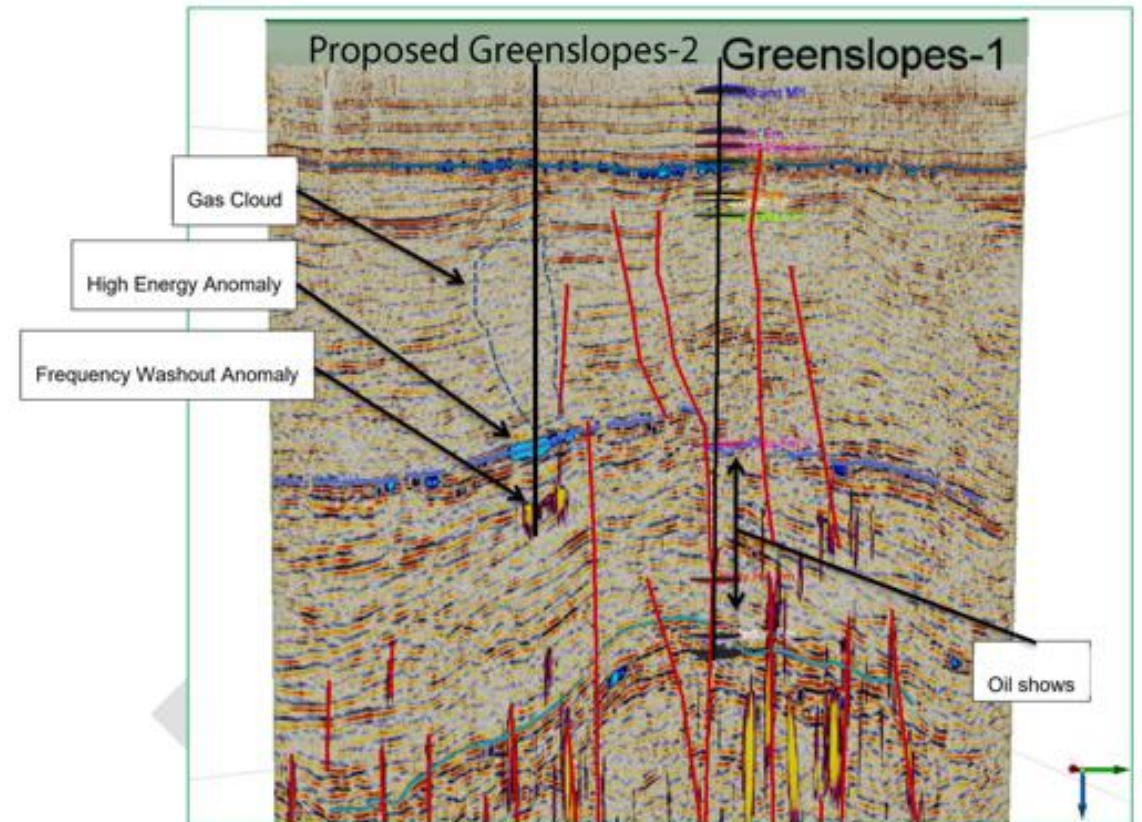 Proposed Greenslopes-2
Greenslopes-1
Gas Cloud
High Energy Anomaly
Frequency Washout Anomaly
Oil shows